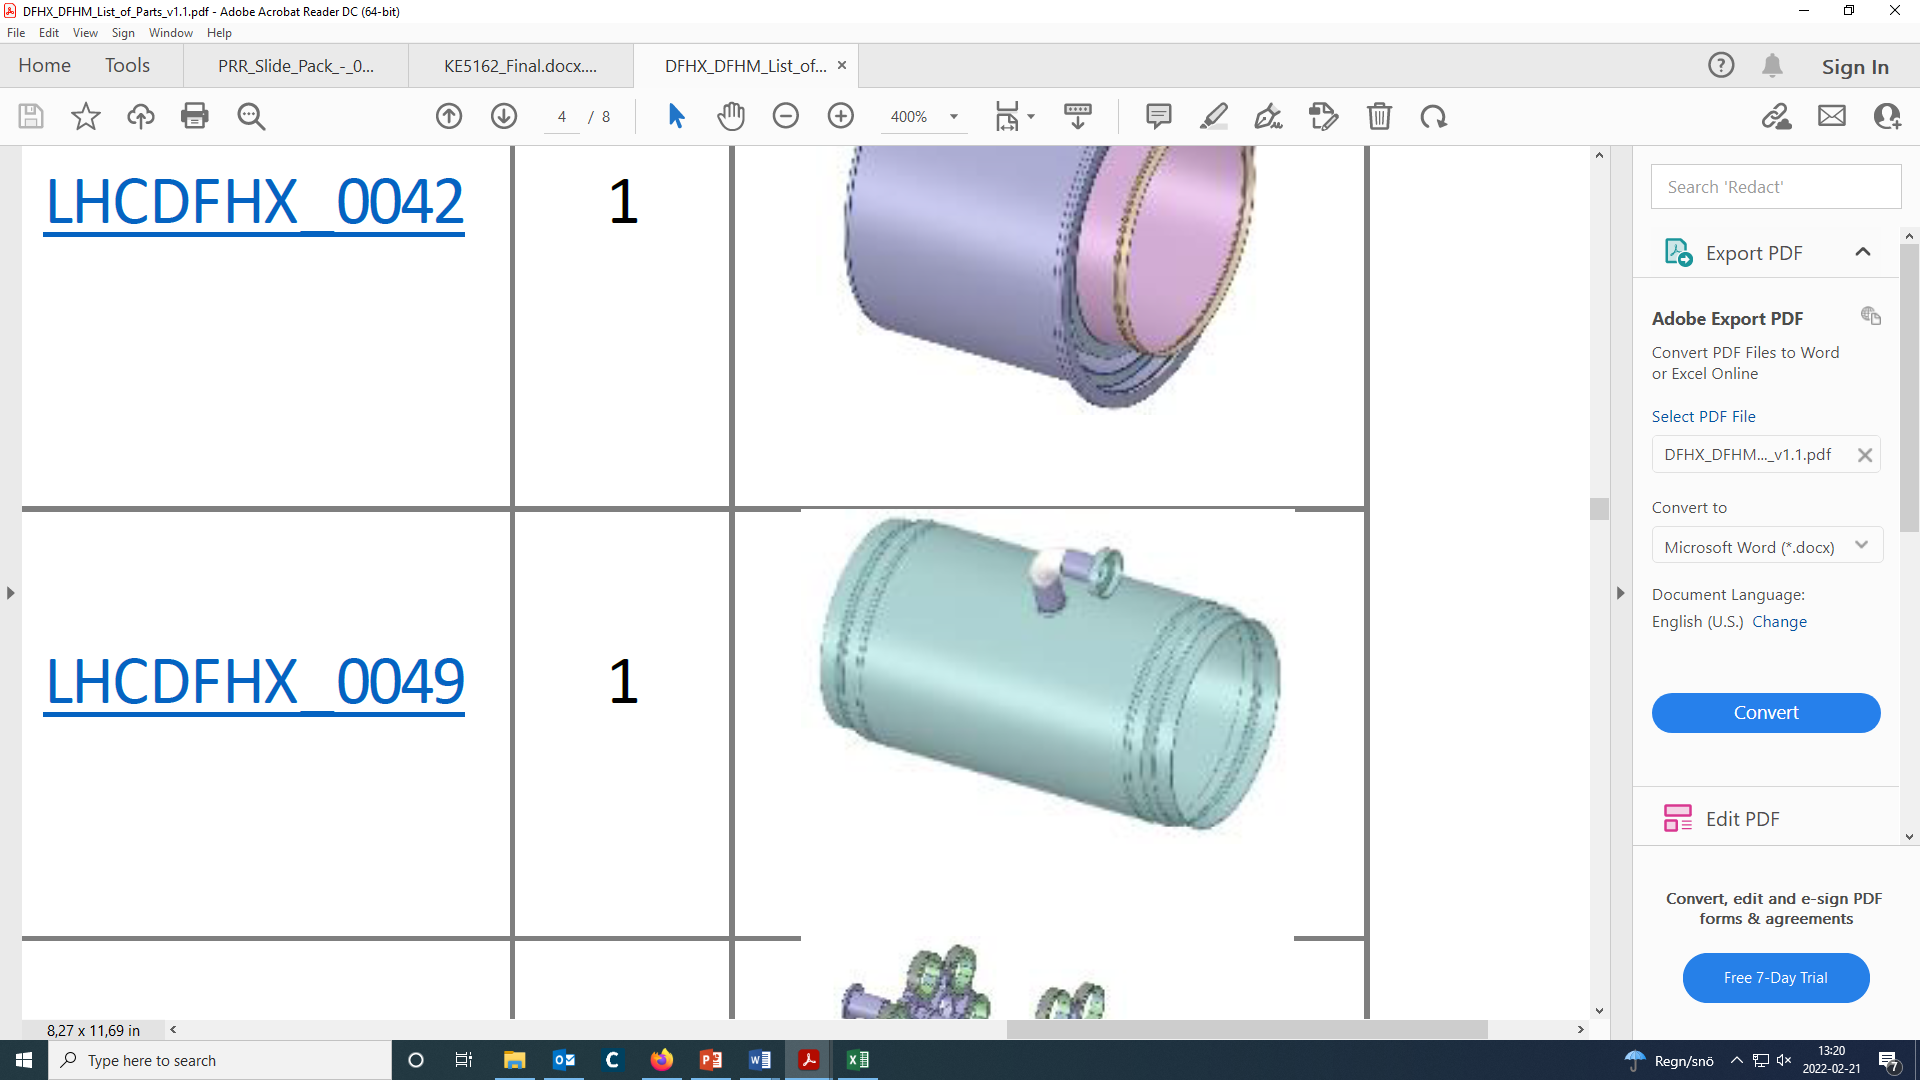 DFHX_DFHM_List_of_Parts_v1.1.pdf - Adobe Acrobat Reader DC (64-bit)
File Edit View Sign Window Help
Home Tools PRR_Slide_Pack_-_0... KE5162_Final.docx.... DFHX_DFHM_List_of... Sign In
4 / 8 400%
LHCDFHX_0042 1
LHCDFHX_0049 1
Search 'Redact'
Export PDF
Adobe Export PDF
Convert PDF Files to Word
or Excel Online
Select PDF File
DFHX_DFHM..._v1.1.pdf
Convert to
Microsoft Word (*.docx)
Document Language:
English (U.S.) Change
Convert
Edit PDF
Convert, edit and e-sign PDF
forms & agreements
Free 7-Day Trial
8,27 x 11,69 in
Type here to search
Regn/snö
13:20
2022-02-21
7